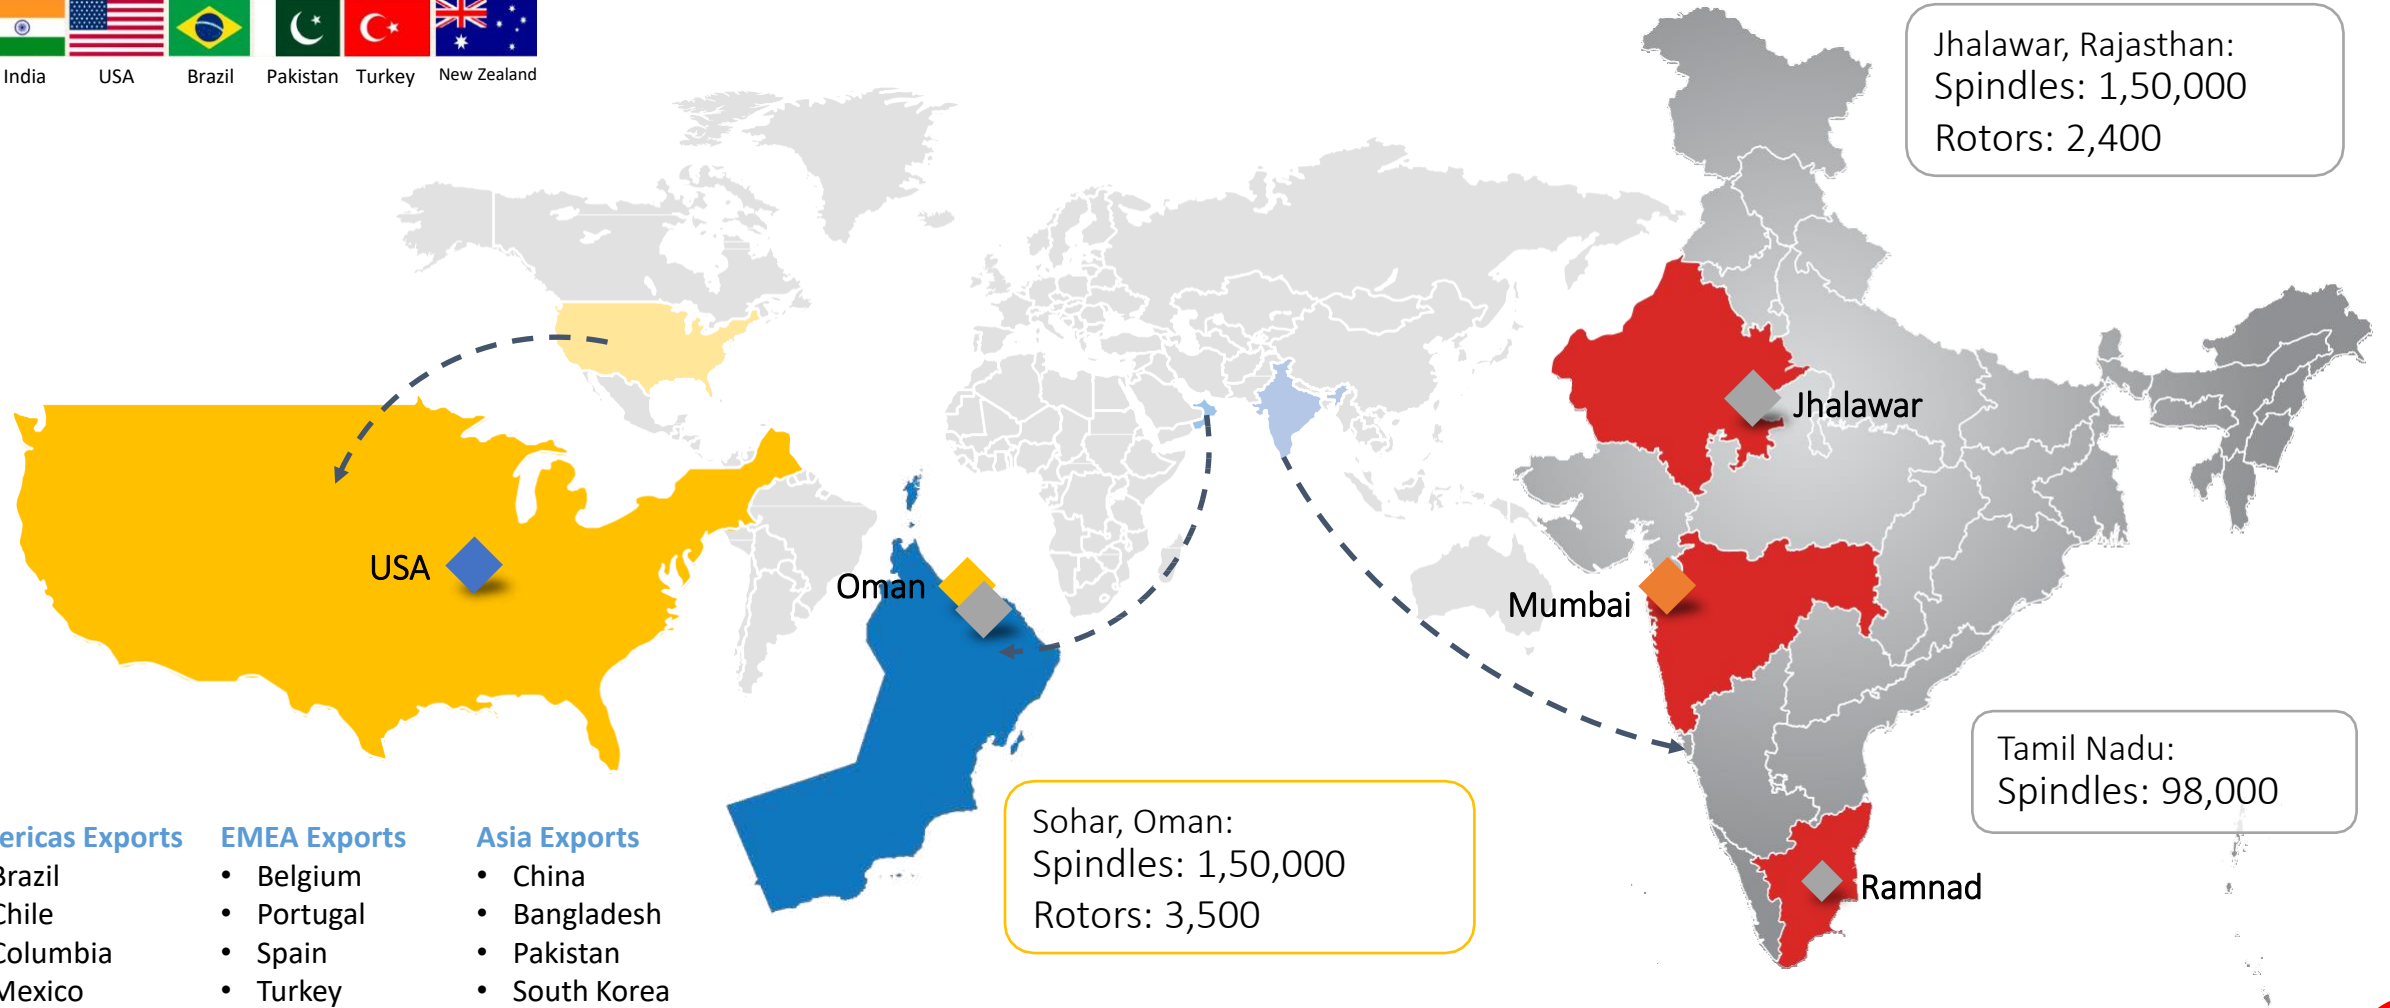 India USA Brazil Pakistan Turkey New Zealand
Jhalawar, Rajasthan:
Spindles: 1,50,000
Rotors: 2,400
Jhalawar
USA
Oman
Mumbai
Tamil Nadu:
Spindles: 98,000
Ramnad
Sohar, Oman:
Spindles: 1,50,000
Rotors: 3,500
ericas Exports
Brazil
Chile
Columbia
Mexico
EMEA Exports
• Belgium
• Portugal
• Spain
• Turkey
Asia Exports
• China
• Bangladesh
• Pakistan
• South Korea